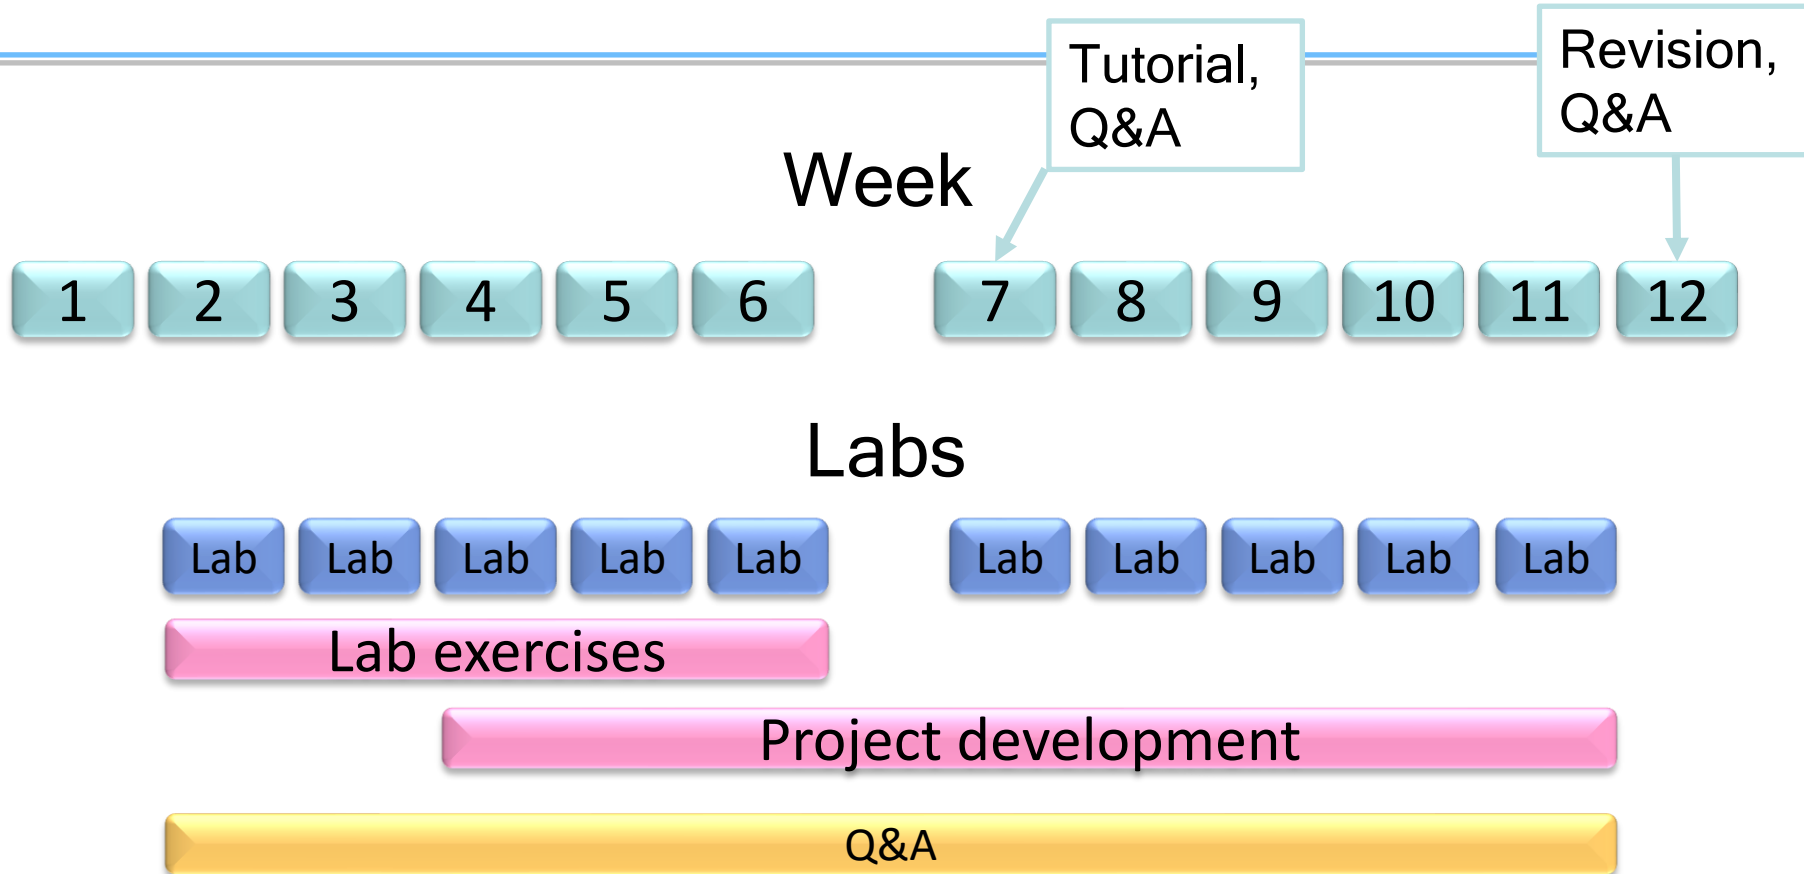 Tutorial,
Q&A
Revision,
Q&A
Week
1 2 3 4 5 6 7 8 9 10 11 12
Labs
Lab Lab Lab Lab Lab Lab Lab Lab Lab Lab
Lab exercises
Project development
Q&A